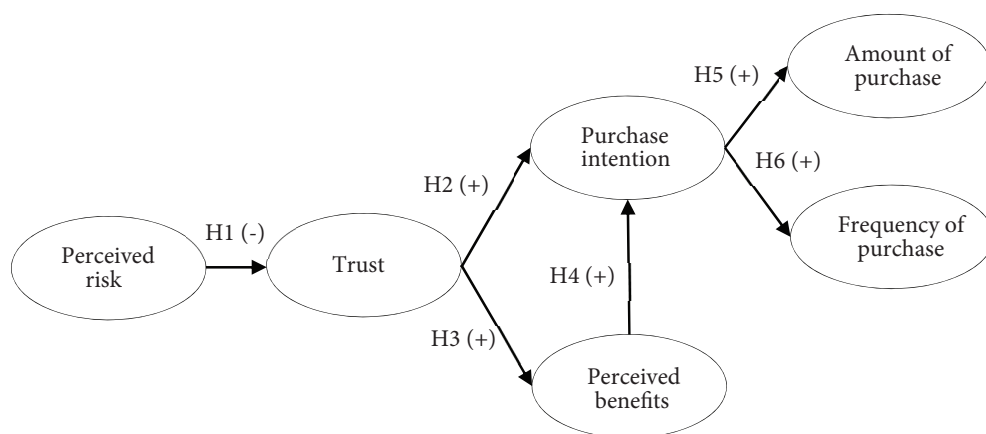 Perceived
risk
H1 (-)
Trust
H2 (+)
H3 (+)
Purchase
intention
H4 (+)
Perceived
benefits
H5 (+)
H6 (+)
Amount of
purchase
Frequency of
purchase